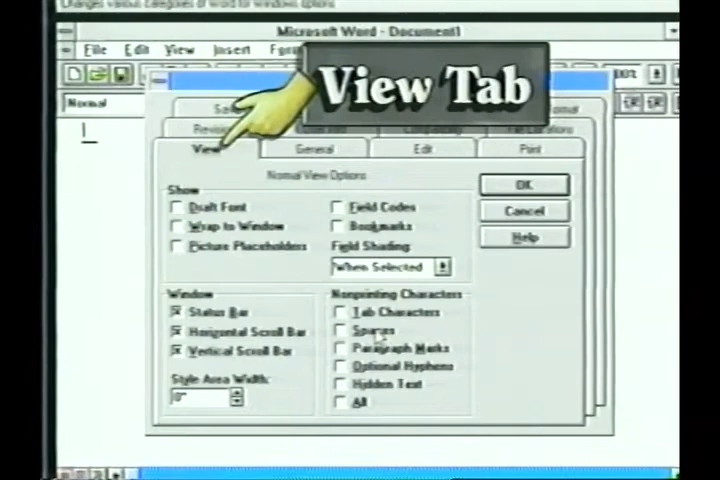 Changes various categories of Word for Windows options
Microsoft Word - Document1
File Edit View Insert
View Tab
Normal
View General Edit Print
Normal View Options
Show
Draft Font
Wrap to Window
Picture Placeholders
Field Codes
Bookmarks
Field Shading:
When Selected
OK
Cancel
Help
Window
Status Bar
Horizontal Scroll Bar
Vertical Scroll Bar
Style Area Width:
0"
Nonprinting Characters
Tab Characters
Spaces
Paragraph Marks
Optional Hyphens
Hidden Text
All